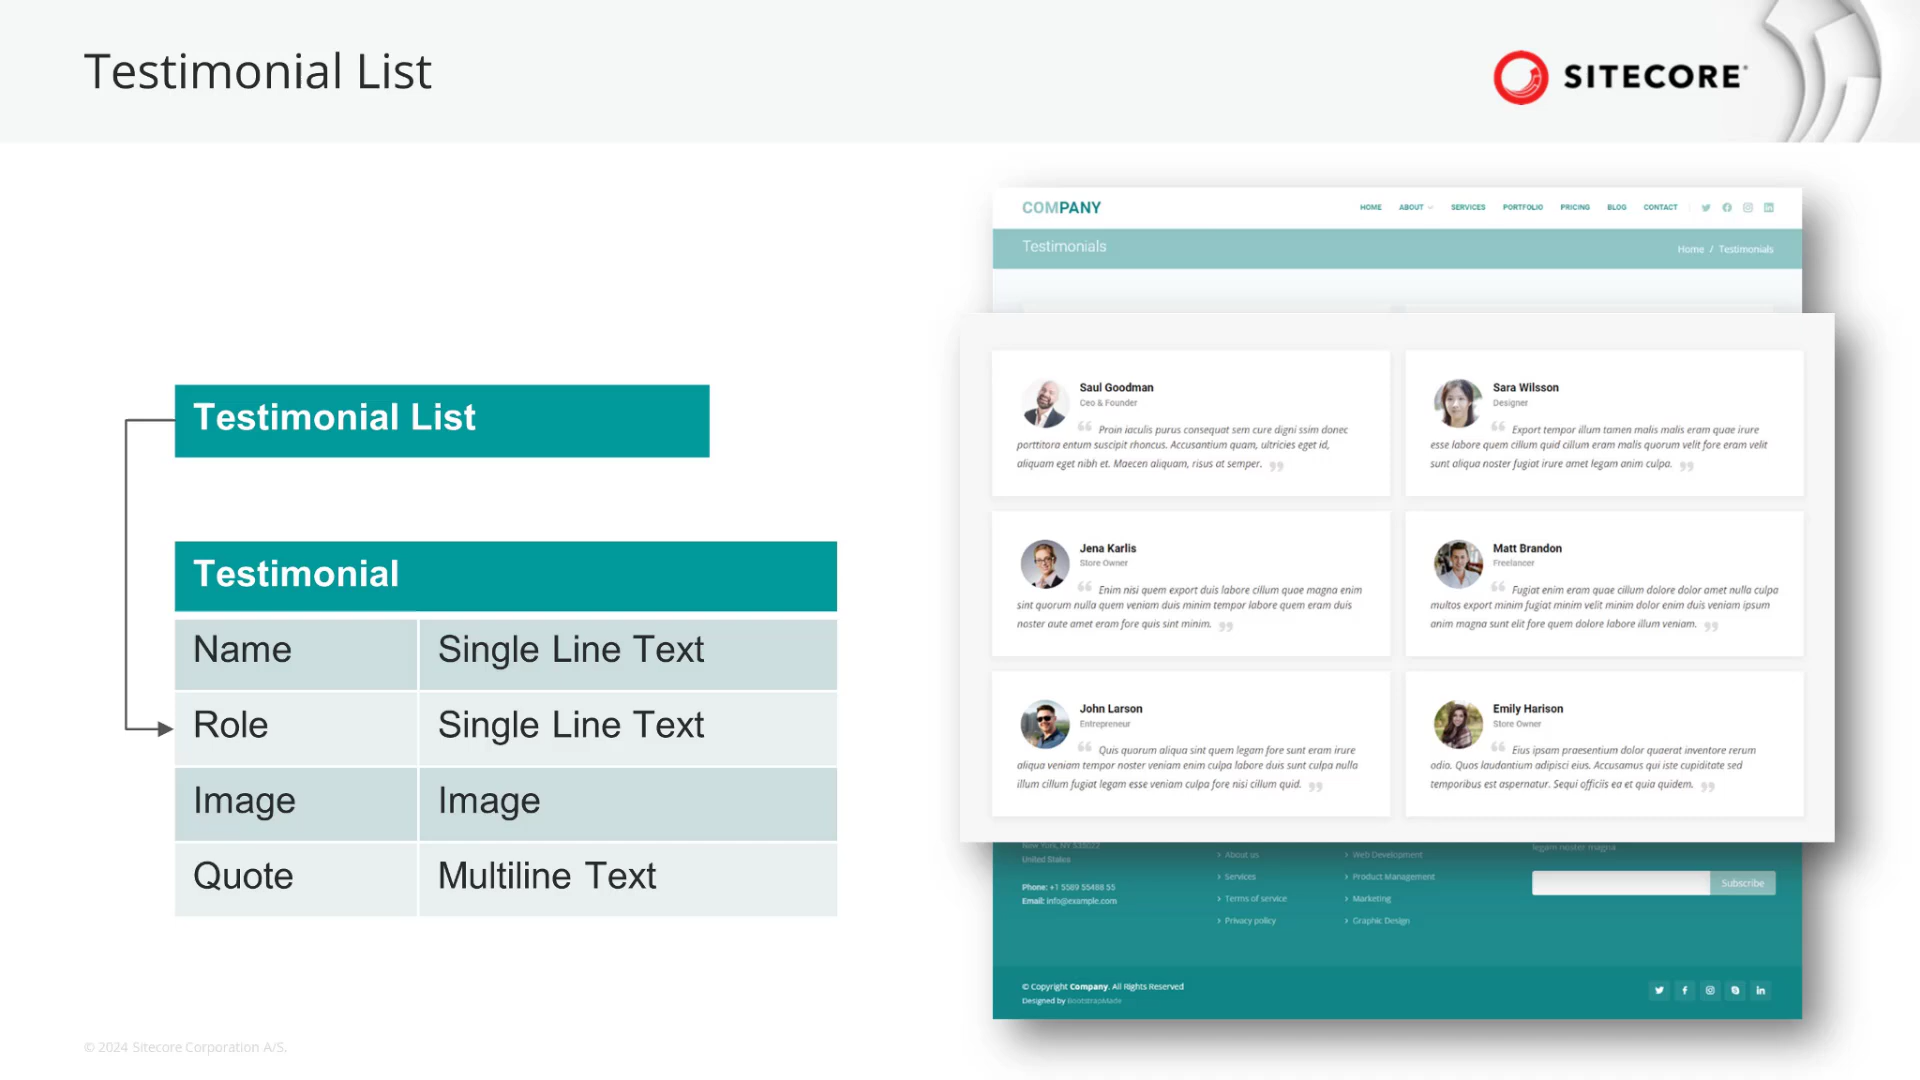 Testimonial List
SITECORE
Testimonial List
Testimonial
Name Single Line Text
Role Single Line Text
Image Image
Quote Multiline Text
© 2024 Sitecore Corporation A/S.
COMPANY
HOME ABOUT SERVICES PORTFOLIO PRICING BLOG CONTACT
Testimonials
Home / Testimonials
Saul Goodman
Ceo & Founder
Proin iaculis purus consequat sem cure digni ssim donec
porttitora entum suscipit rhoncus. Accusantium quam, ultricies eget id,
aliquam eget nibh et. Maecen aliquam, risus at semper.
Sara Wilsson
Designer
Export tempor illum tamen malis malis eram quae irure
esse labore quem cillum quid cillum eram malis quorum velit fore eram velit
sunt aliqua noster fugiat irure amet legam anim culpa.
Jena Karlis
Store Owner
Enim nisi quem export duis labore cillum quae magna enim
sint quorum nulla quem veniam duis minim tempor labore quem eram duis
noster aute amet eram fore quis sint minim.
Matt Brandon
Freelancer
Fugiat enim eram quae cillum dolore dolor amet nulla culpa
multos export minim fugiat minim velit minim dolor enim duis veniam ipsum
anim magna sunt elit fore quem dolore labore illum veniam.
John Larson
Entrepreneur
Quis quorum aliqua sint quem legam fore sunt eram irure
aliqua veniam tempor noster veniam enim culpa labore duis sunt culpa nulla
illum cillum fugiat legam esse veniam culpa fore nisi cillum quid.
Emily Harison
Store Owner
Eius ipsam praesentium dolor quaerat inventore rerum
odio. Quos laudantium adipisci eius. Accusamus qui iste cupiditate sed
temporibus est aspernatur. Sequi officiis ea et quia quidem.
New York, NY 535022
United States
Phone: +1 5589 55488 55
Email: info@example.com
About us
Services
Terms of service
Privacy policy
Web Development
Product Management
Marketing
Graphic Design
legam noster magna
Subscribe
© Copyright Company. All Rights Reserved
Designed by BootstrapMade